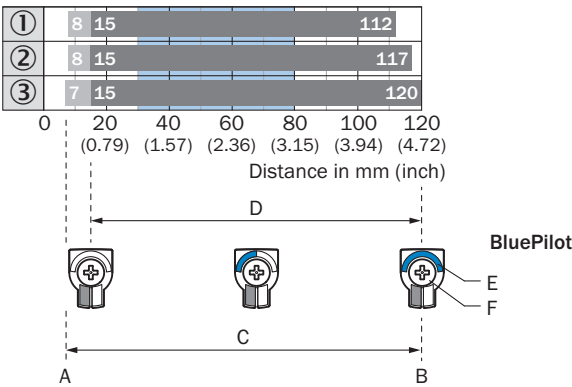 ① 8 15 112
② 8 15 117
③ 7 15 120
0 20 40 60 80 100 120
(0.79) (1.57) (2.36) (3.15) (3.94) (4.72)
Distance in mm (inch)
D
BluePilot
E
F
C
A B